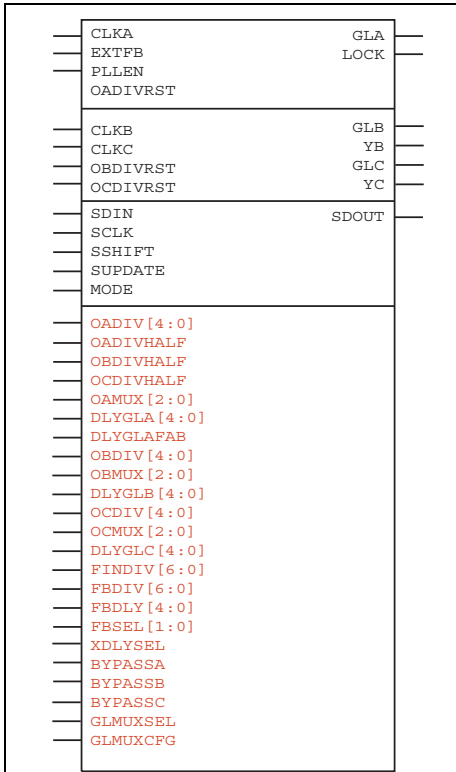 CLKA GLA
EXTFB LOCK
PLLEN
OADIVRST
CLKB GLB
CLKC YB
OBDIVRST GLC
OCDIVRST YC
SDIN SDOUT
SCLK
SSHIFT
SUPDATE
MODE
OADIV[4:0]
OADIVHALF
OBDIVHALF
OCDIVHALF
OAMUX[2:0]
DLYGLA[4:0]
DLYGLAFAB
OBDIV[4:0]
OBMUX[2:0]
DLYGLB[4:0]
OCDIV[4:0]
OCMUX[2:0]
DLYGLC[4:0]
FINDIV[6:0]
FBDIV[6:0]
FBDLY[4:0]
FBSEL[1:0]
XDLYSEL
BYPASSA
BYPASSB
BYPASSC
GLMUXSEL
GLMUXCFG